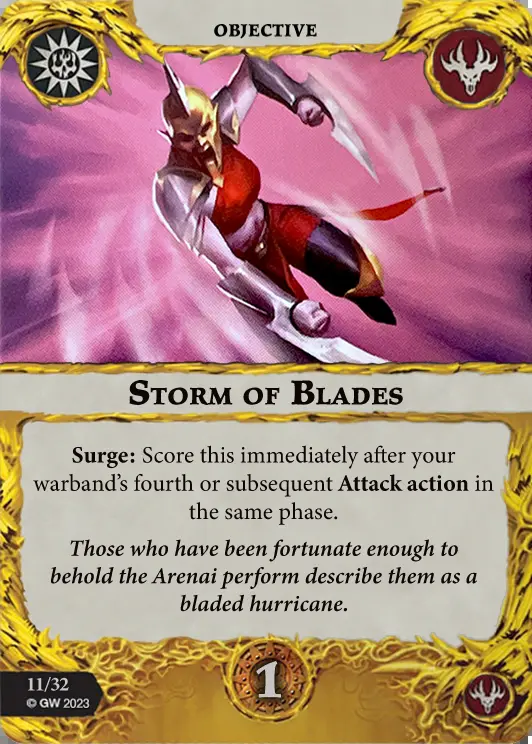 OBJECTIVE
STORM OF BLADES
Surge: Score this immediately after your
warband's fourth or subsequent Attack action in
the same phase.
Those who have been fortunate enough to
behold the Arenai perform describe them as a
bladed hurricane.
1
11/32
© GW 2023